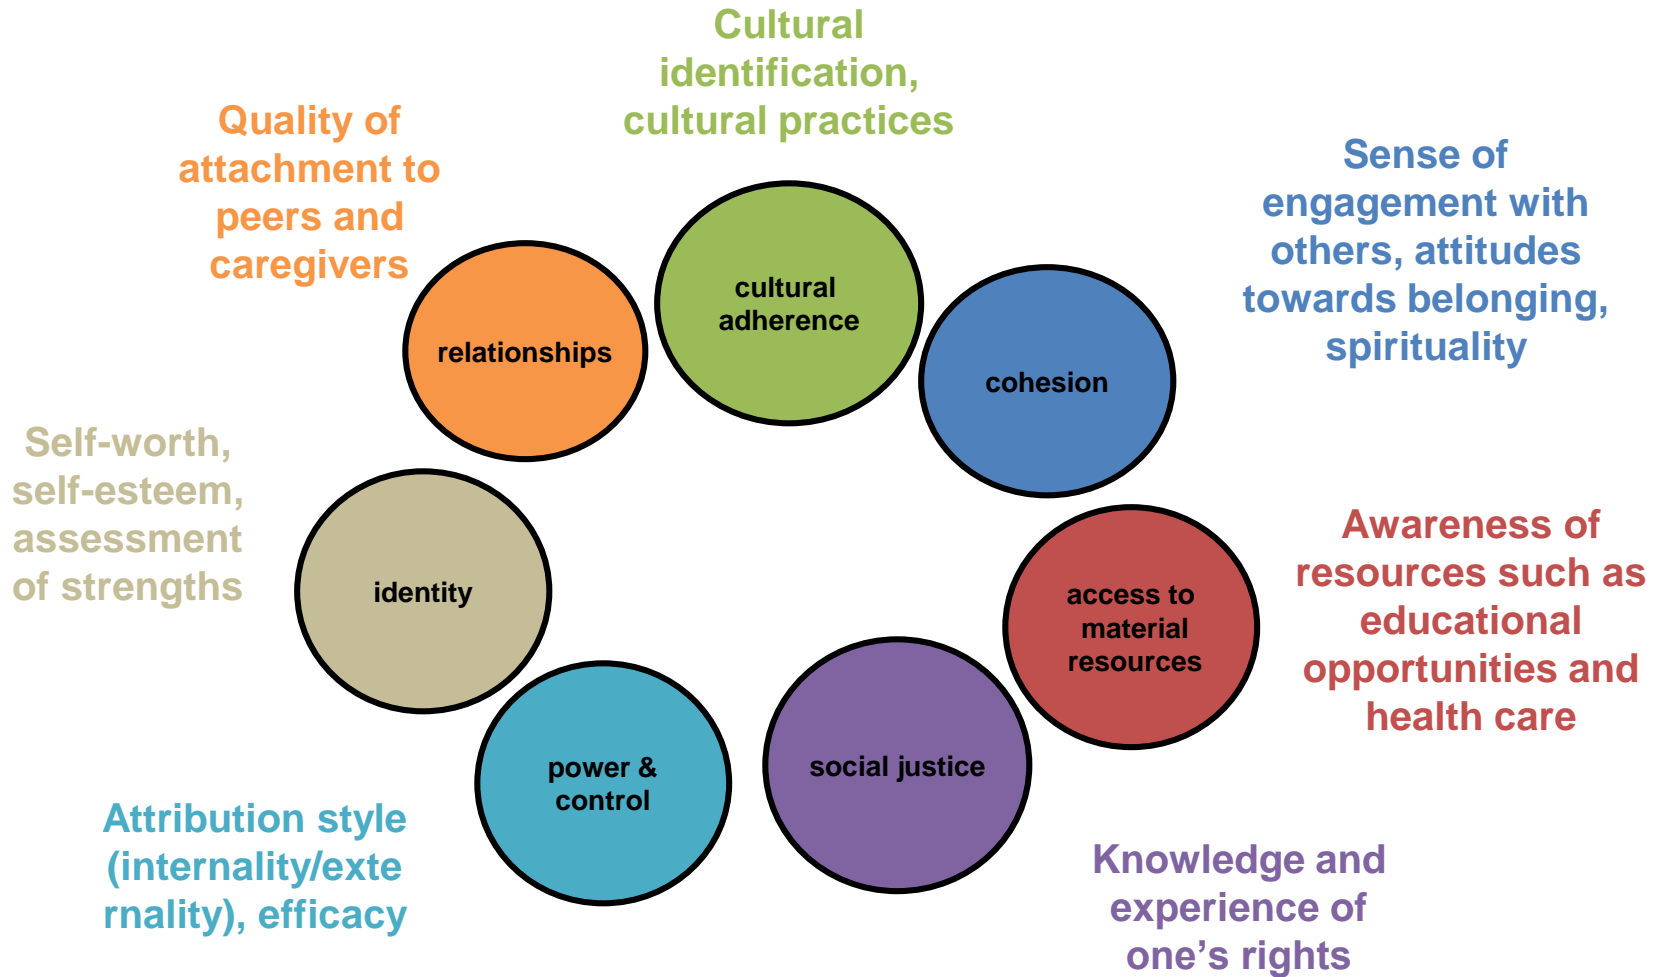 Cultural
identification,
cultural practices
Quality of
attachment to
peers and
caregivers
Sense of
engagement with
others, attitudes
towards belonging,
spirituality
cultural
adherence
relationships
cohesion
Self-worth,
self-esteem,
assessment
of strengths
identity
access to
material
resources
Awareness of
resources such as
educational
opportunities and
health care
power &
control
social justice
Attribution style
(internality/exte
rnality), efficacy
Knowledge and
experience of
one’s rights